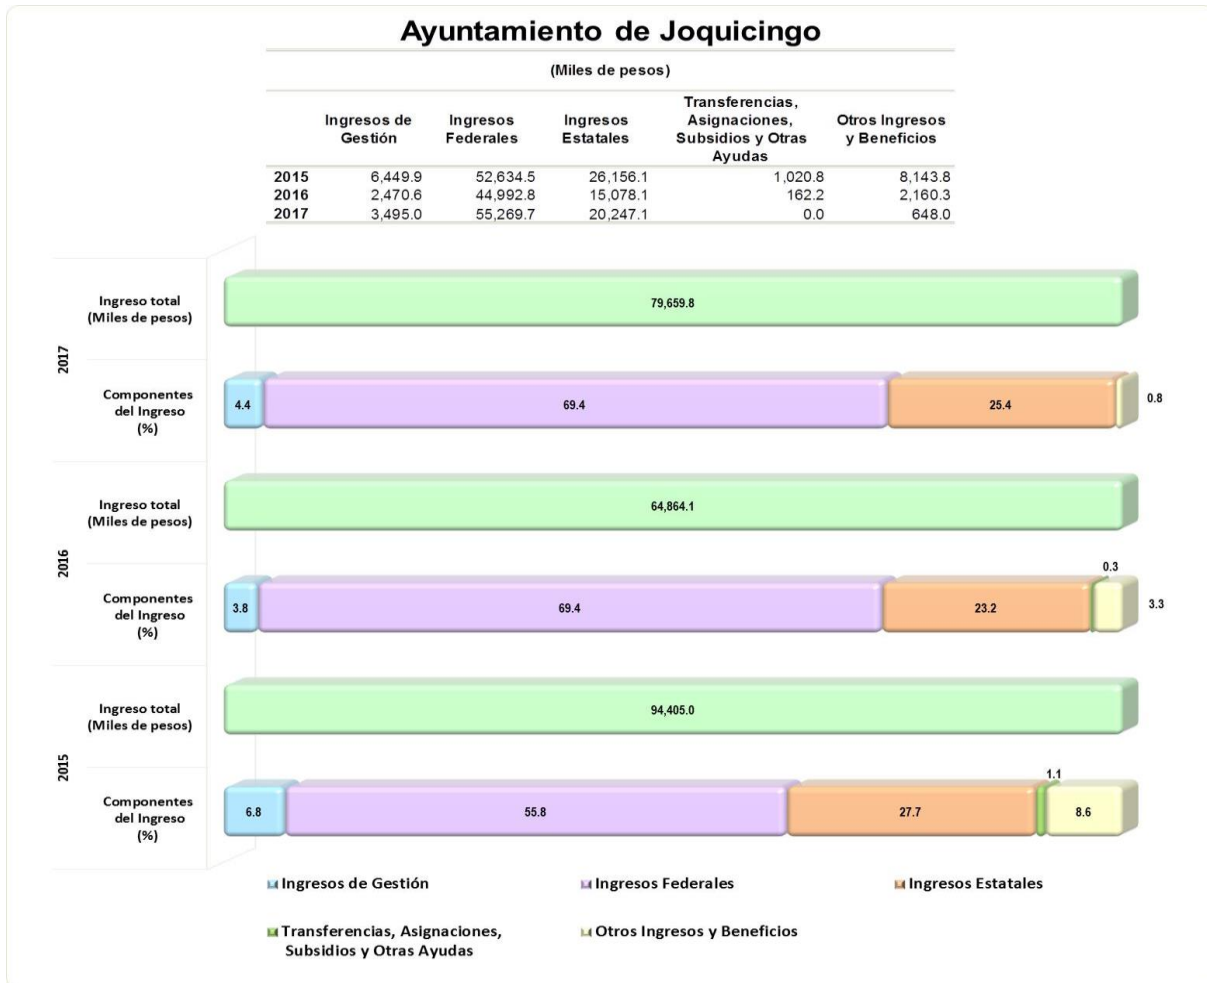 Ayuntamiento de Joquicingo
(Miles de pesos)
Ingresos de Gestión	Ingresos Federales	Ingresos Estatales	Transferencias, Asignaciones, Subsidios y Otras Ayudas	Otros Ingresos y Beneficios
2015 6,449.9 52,634.5 26,156.1 1,020.8 8,143.8
2016 2,470.6 44,992.8 15,078.1 162.2 2,160.3
2017 3,495.0 55,269.7 20,247.1 0.0 648.0
2017
Ingreso total
(Miles de pesos)
79,659.8
Componentes
del Ingreso
(%)
4.4 69.4 25.4 0.8
2016
Ingreso total
(Miles de pesos)
64,864.1
Componentes
del Ingreso
(%)
3.8 69.4 23.2 0.3 3.3
2015
Ingreso total
(Miles de pesos)
94,405.0
Componentes
del Ingreso
(%)
6.8 55.8 27.7 1.1 8.6
Ingresos de Gestión
Ingresos Federales
Ingresos Estatales
Transferencias, Asignaciones,
Subsidios y Otras Ayudas
Otros Ingresos y Beneficios